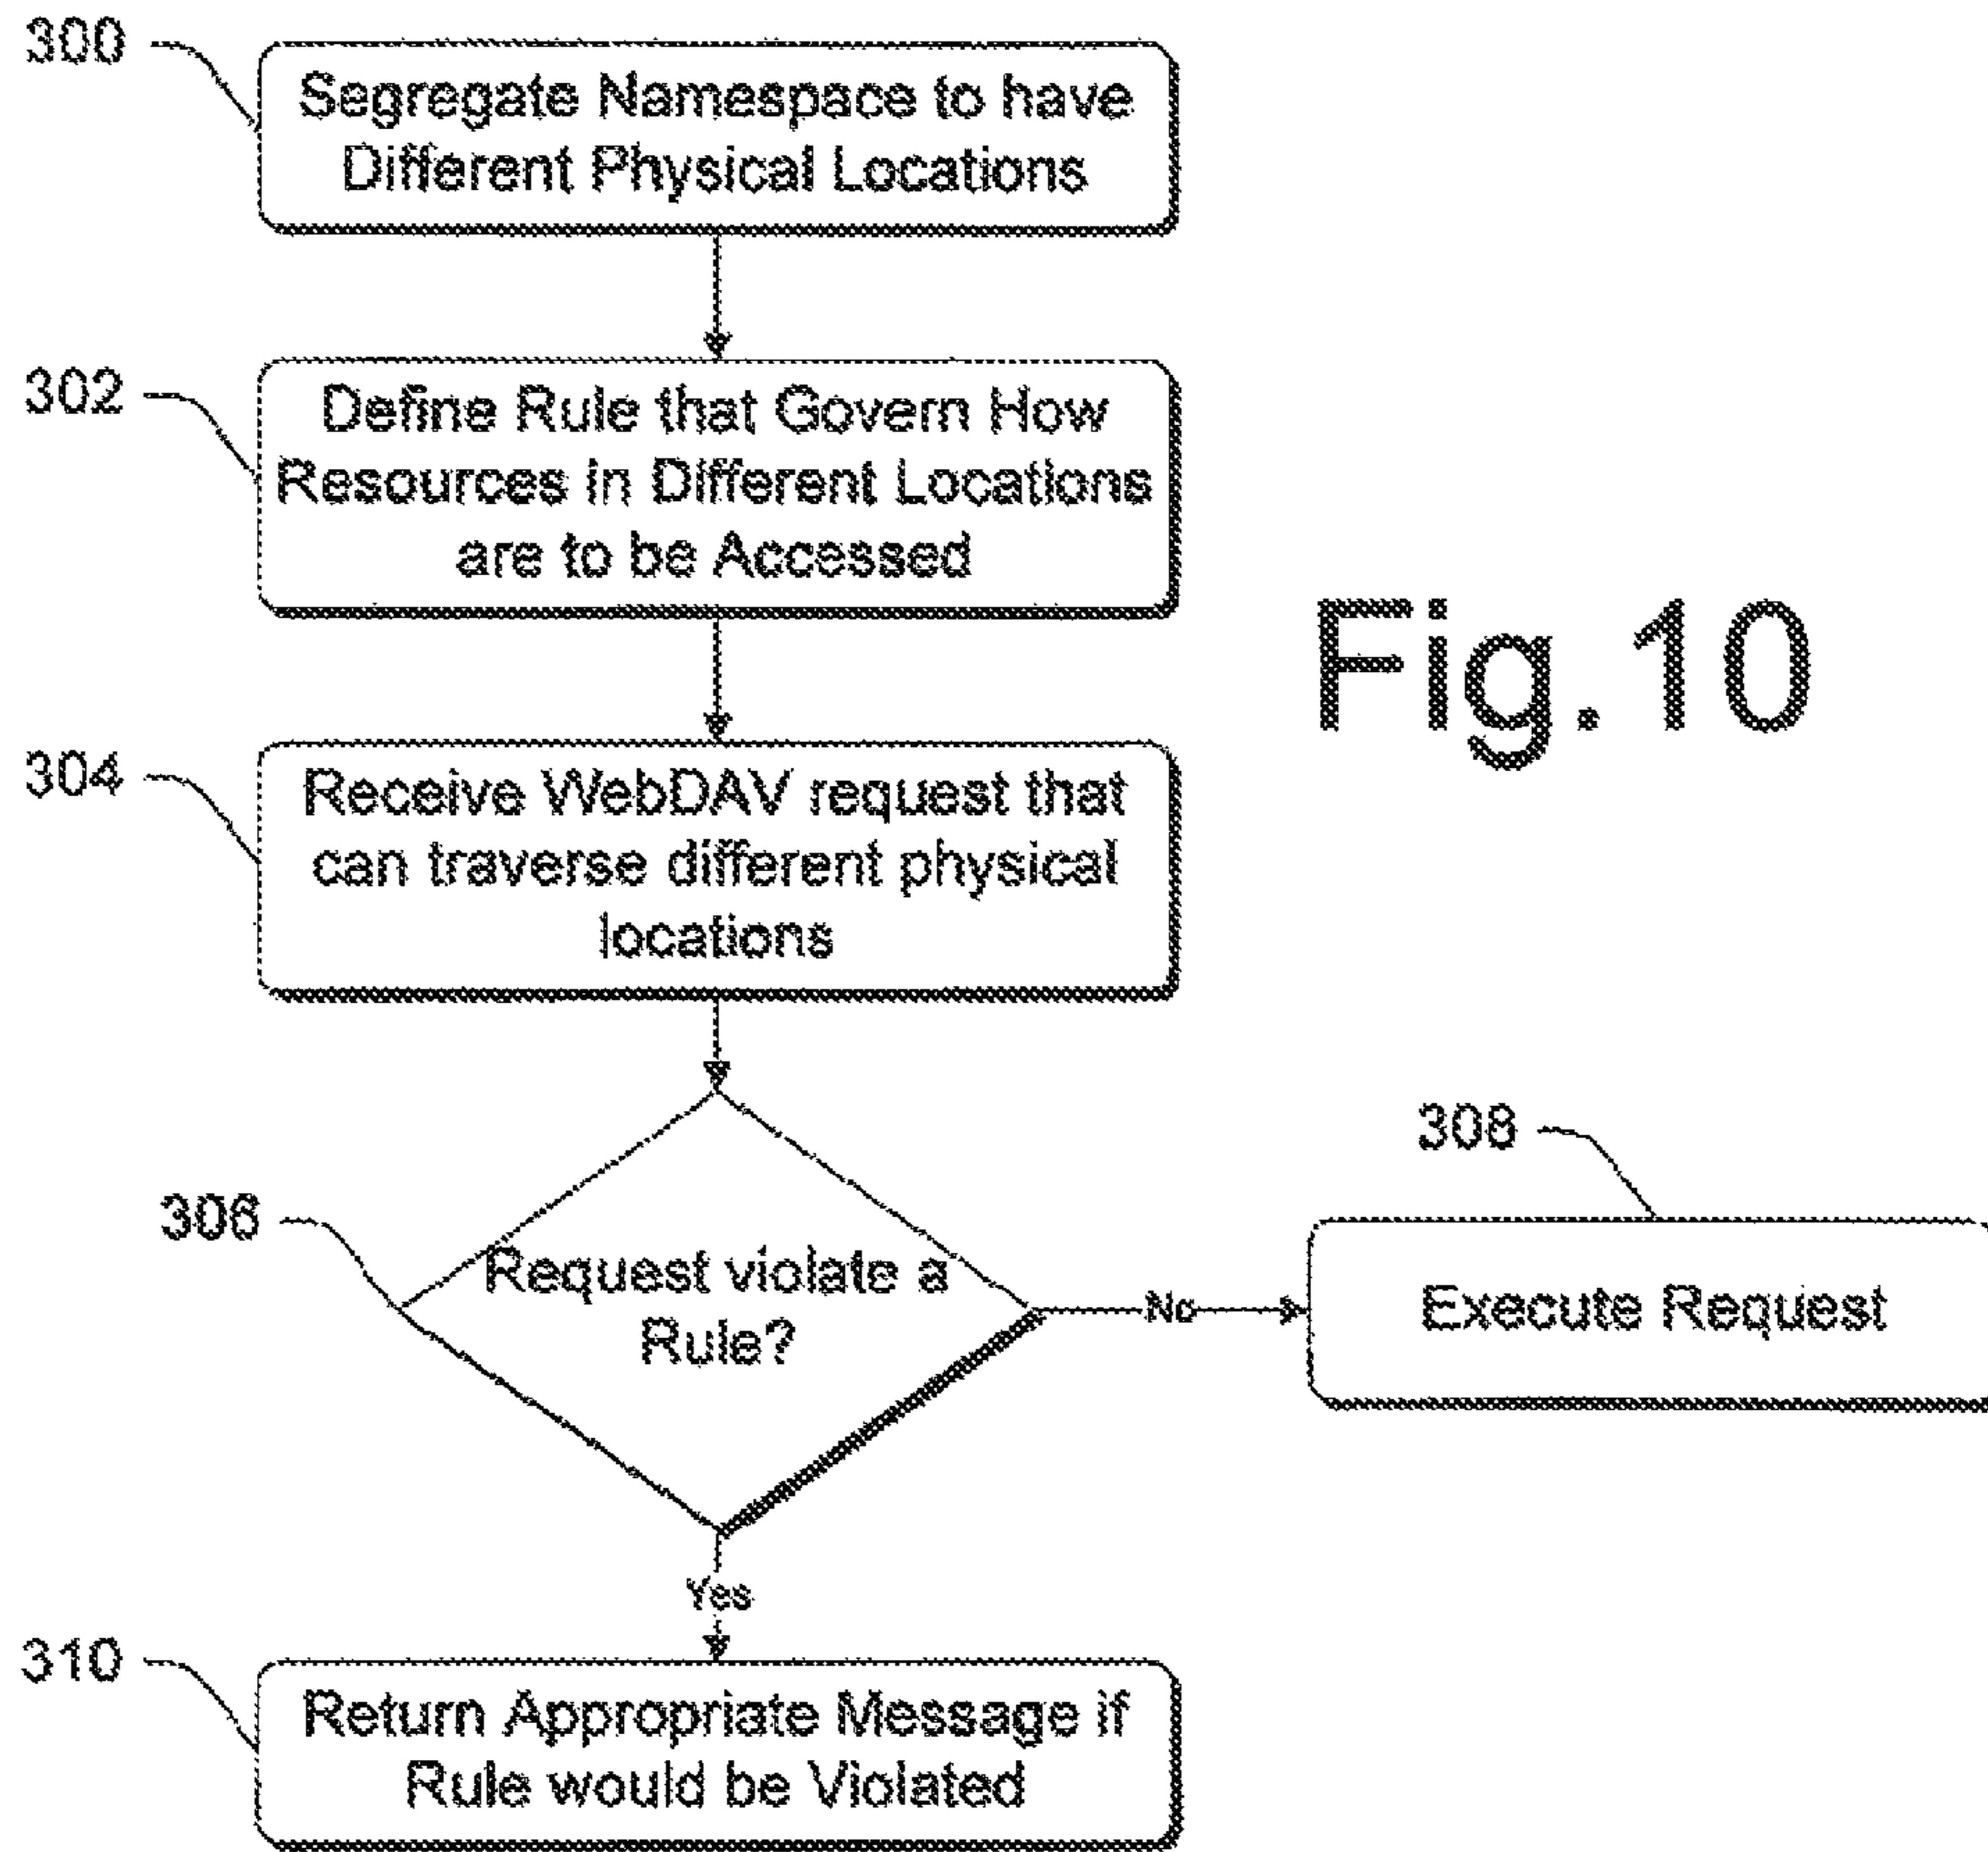 300
Segregate Namespace to have
Different Physical Locations
302
Define Rule that Govern How
Resources in Different Locations
are to be Accessed
Fig.10
304
Receive WebDAV request that
can traverse different physical
locations
306
Request violate a
Rule?
No
308
Execute Request
Yes
310
Return Appropriate Message if
Rule would be Violated